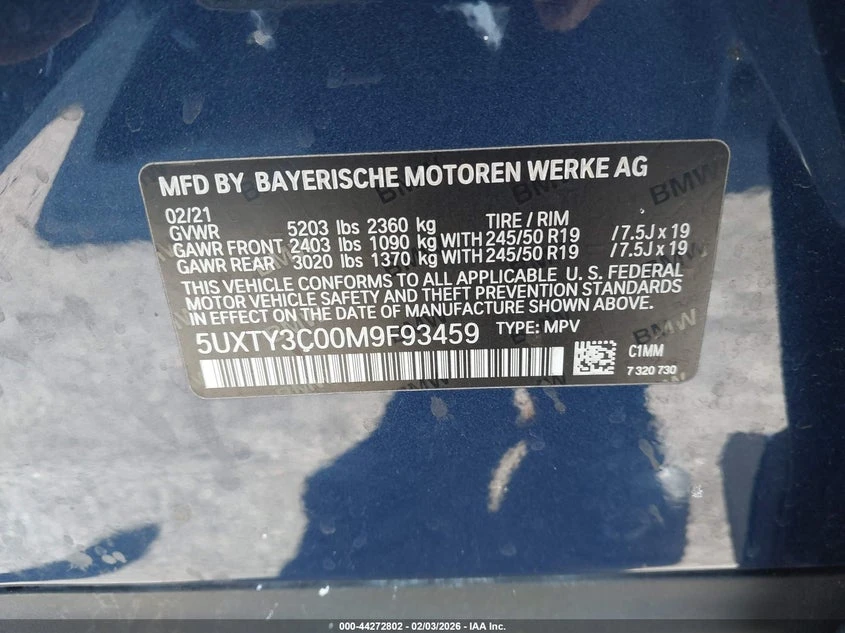 MFD BY BAYERISCHE MOTOREN WERKE AG
02/21 TIRE / RIM
GVWR 5203 lbs 2360 kg
GAWR FRONT 2403 lbs 1090 kg WITH 245/50 R19 /7.5J x 19
GAWR REAR 3020 lbs 1370 kg WITH 245/50 R19 /7.5J x 19
THIS VEHICLE CONFORMS TO ALL APPLICABLE U. S. FEDERAL
MOTOR VEHICLE SAFETY AND THEFT PREVENTION STANDARDS
IN EFFECT ON THE DATE OF MANUFACTURE SHOWN ABOVE.
5UXTY3C00M9F93459 TYPE: MPV
C1MM
7 320 730
BMW
BMW
BMW
000-44272802 - 02/03/2026 - IAA Inc.